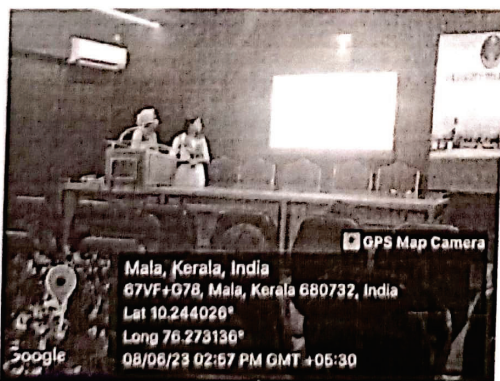 GPS Map Camera
Mala, Kerala, India
67VF+G78, Mala, Kerala 680732, India
Lat 10.244026°
Long 76.273136°
08/06/23 02:57 PM GMT +05:30
Google